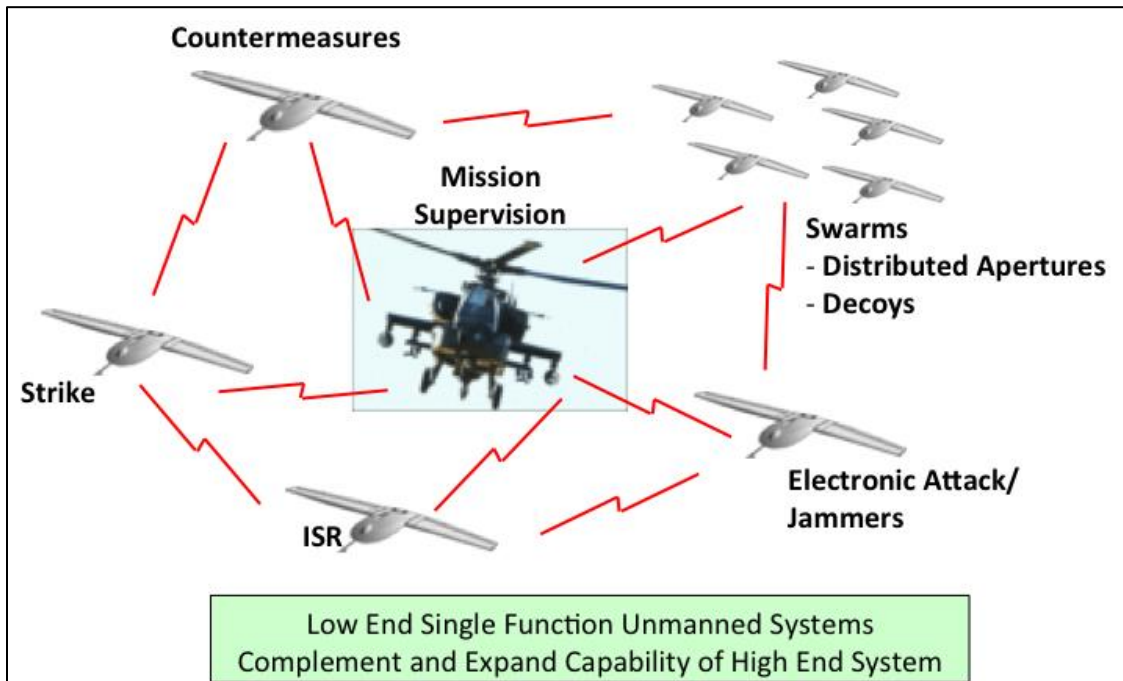 Countermeasures
Mission
Supervision
Swarms
- Distributed Apertures
- Decoys
Strike
Electronic Attack/
Jammers
ISR
Low End Single Function Unmanned Systems
Complement and Expand Capability of High End System